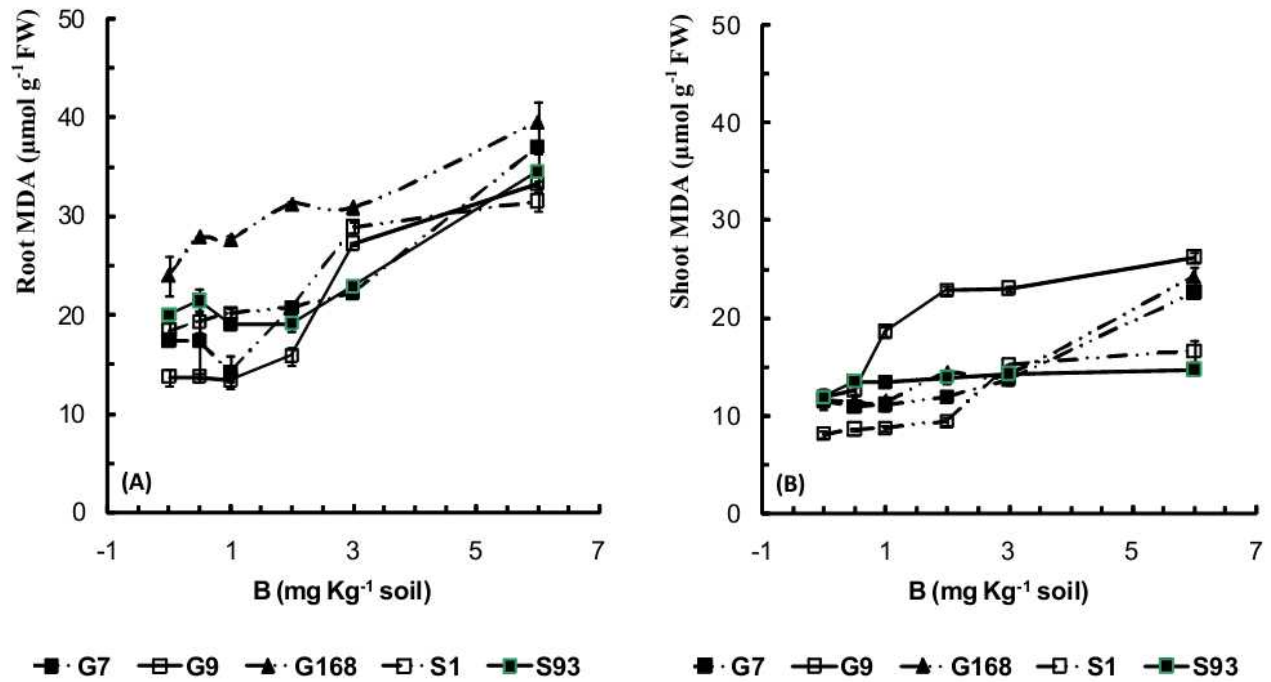 Root MDA (µmol g⁻¹ FW)
50
40
30
20
10
0
(A)
-1 1 3 5 7
B (mg Kg⁻¹ soil)
G7 G9 G168 S1 S93
Shoot MDA (µmol g⁻¹ FW)
50
40
30
20
10
0
(B)
-1 1 3 5 7
B (mg Kg⁻¹ soil)
G7 G9 G168 S1 S93